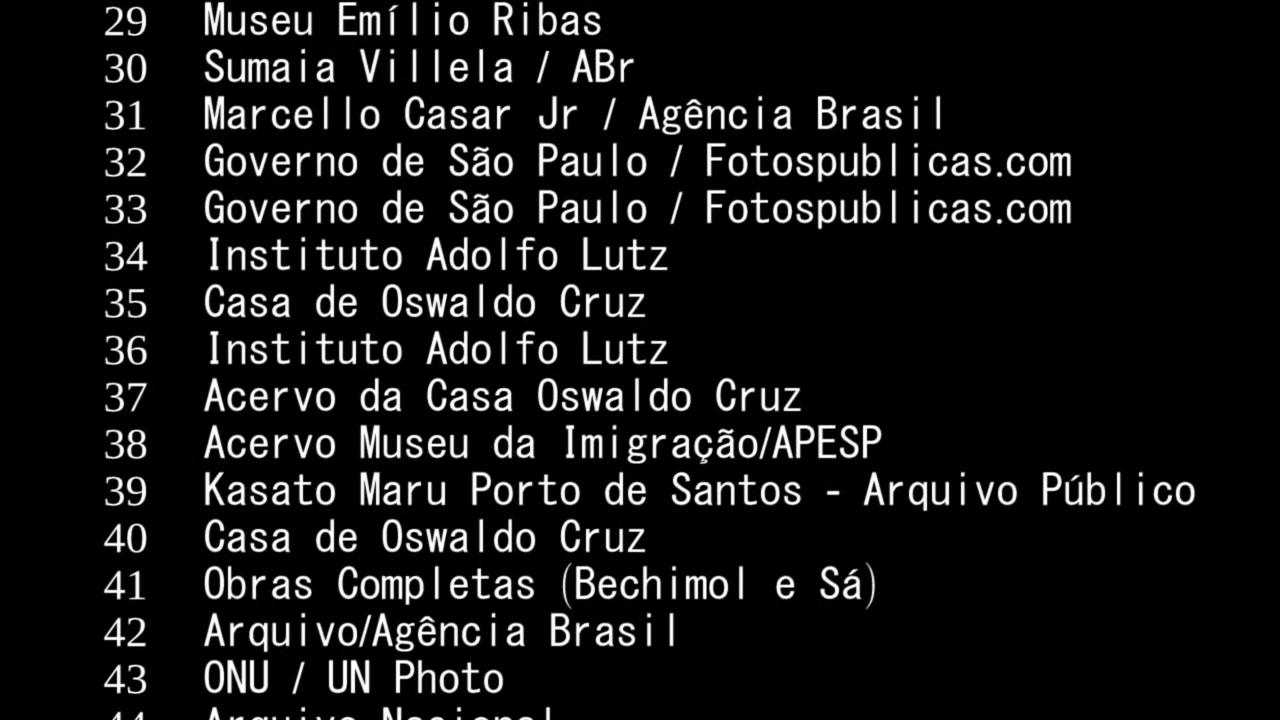 29 Museu Emílio Ribas
30 Sumaia Villela / ABr
31 Marcello Casar Jr / Agência Brasil
32 Governo de São Paulo / Fotospublicas.com
33 Governo de São Paulo / Fotospublicas.com
34 Instituto Adolfo Lutz
35 Casa de Oswaldo Cruz
36 Instituto Adolfo Lutz
37 Acervo da Casa Oswaldo Cruz
38 Acervo Museu da Imigração/APESP
39 Kasato Maru Porto de Santos - Arquivo Público
40 Casa de Oswaldo Cruz
41 Obras Completas (Bechimol e Sá)
42 Arquivo/Agência Brasil
43 ONU / UN Photo
44 Arquivo Nacional